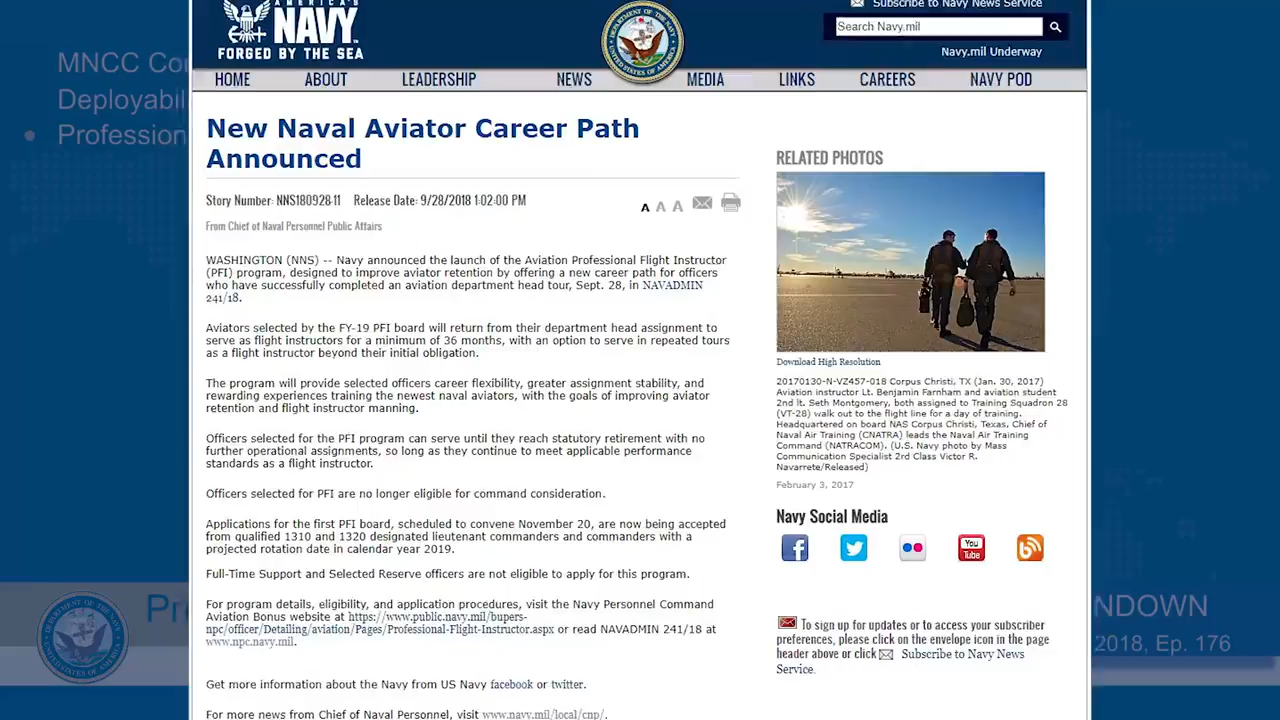 AMERICA'S
NAVY
FORGED BY THE SEA
Subscribe to Navy News Service
Search Navy.mil
Navy.mil Underway
HOME ABOUT LEADERSHIP NEWS MEDIA LINKS CAREERS NAVY POD
MNCC
Deployabil
• Profession
New Naval Aviator Career Path
Announced
Story Number: NNS180928-11 Release Date: 9/28/2018 1:02:00 PM
A A A
From Chief of Naval Personnel Public Affairs
WASHINGTON (NNS) -- Navy announced the launch of the Aviation Professional Flight Instructor
(PFI) program, designed to improve aviator retention by offering a new career path for officers
who have successfully completed an aviation department head tour, Sept. 28, in NAVADMIN
241/18.
Aviators selected by the FY-19 PFI board will return from their department head assignment to
serve as flight instructors for a minimum of 36 months, with an option to serve in repeated tours
as a flight instructor beyond their initial obligation.
The program will provide selected officers career flexibility, greater assignment stability, and
rewarding experiences training the newest naval aviators, with the goals of improving aviator
retention and flight instructor manning.
Officers selected for the PFI program can serve until they reach statutory retirement with no
further operational assignments, so long as they continue to meet applicable performance
standards as a flight instructor.
Officers selected for PFI are no longer eligible for command consideration.
Applications for the first PFI board, scheduled to convene November 20, are now being accepted
from qualified 1310 and 1320 designated lieutenant commanders and commanders with a
projected rotation date in calendar year 2019.
Full-Time Support and Selected Reserve officers are not eligible to apply for this program.
For program details, eligibility, and application procedures, visit the Navy Personnel Command
Aviation Bonus website at https://www.public.navy.mil/bupers-
npc/officer/Detailing/aviation/Pages/Professional-Flight-Instructor.aspx or read NAVADMIN 241/18 at
www.npc.navy.mil.
Get more information about the Navy from US Navy facebook or twitter.
For more news from Chief of Naval Personnel, visit www.navy.mil/local/cnp/.
RELATED PHOTOS
Download High Resolution
20170130-N-VZ457-018 Corpus Christi, TX (Jan. 30, 2017)
Aviation instructor Lt. Benjamin Farnham and aviation student
2nd lt. Seth Montgomery, both assigned to Training Squadron 28
(VT-28) walk out to the flight line for a day of training.
Headquartered on board NAS Corpus Christi, Texas, Chief of
Naval Air Training (CNATRA) leads the Naval Air Training
Command (NATRACOM). (U.S. Navy photo by Mass
Communication Specialist 2rd Class Victor R.
Navarrete/Released)
February 3, 2017
Navy Social Media
You
Tube
To sign up for updates or to access your subscriber
preferences, please click on the envelope icon in the page
header above or click Subscribe to Navy News
Service.
NDOWN
2018, Ep. 176